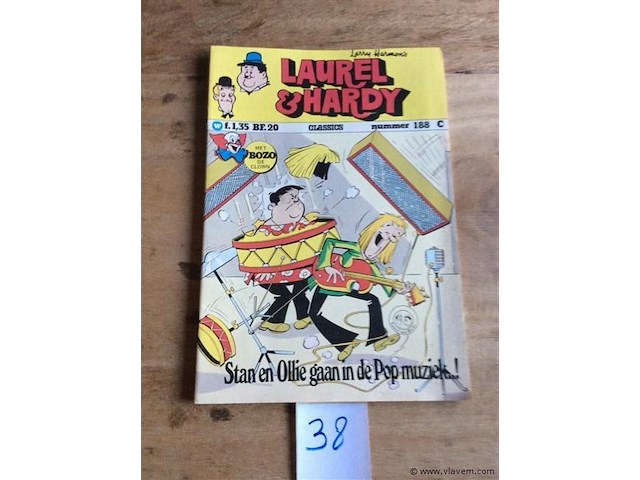 Larry Harmon's
LAUREL
& HARDY
W f. 1,35 BF. 20 CLASSICS nummer 188 C
MET
BOZO
DE
CLOWN
Stan en Ollie gaan in de Pop muziek..!
38
© www.vlavem.com